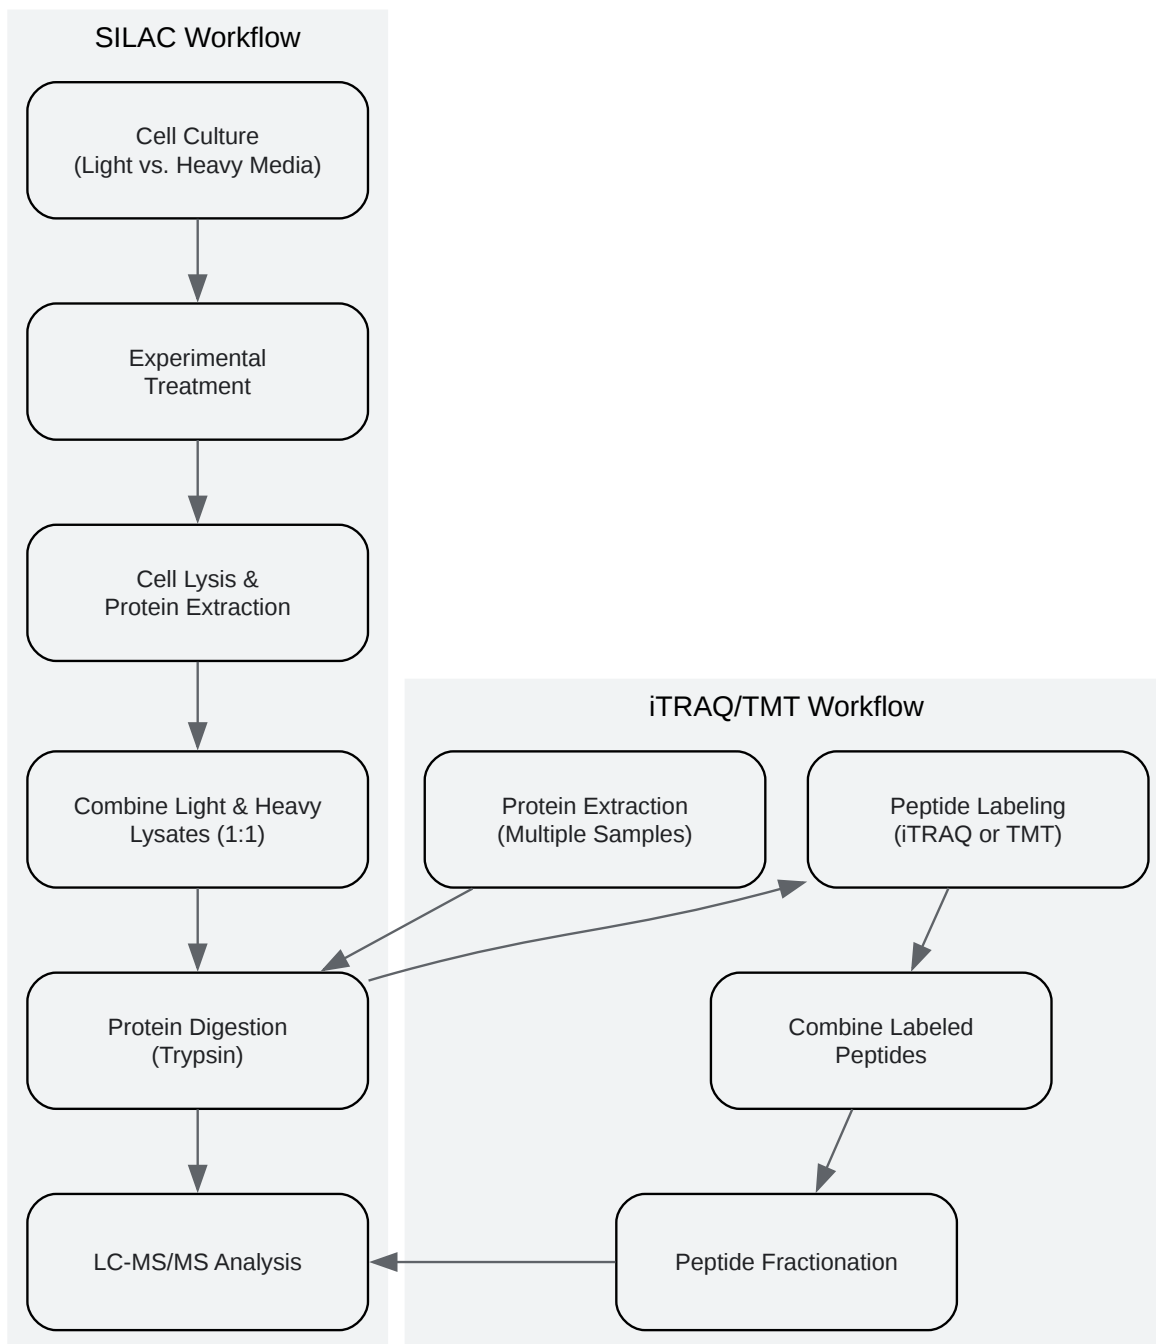 SILAC Workflow
Cell Culture
(Light vs. Heavy Media)
Experimental
Treatment
Cell Lysis &
Protein Extraction
Combine Light & Heavy
Lysates (1:1)
Protein Digestion
(Trypsin)
LC-MS/MS Analysis
iTRAQ/TMT Workflow
Protein Extraction
(Multiple Samples)
Peptide Labeling
(iTRAQ or TMT)
Combine Labeled
Peptides
Peptide Fractionation